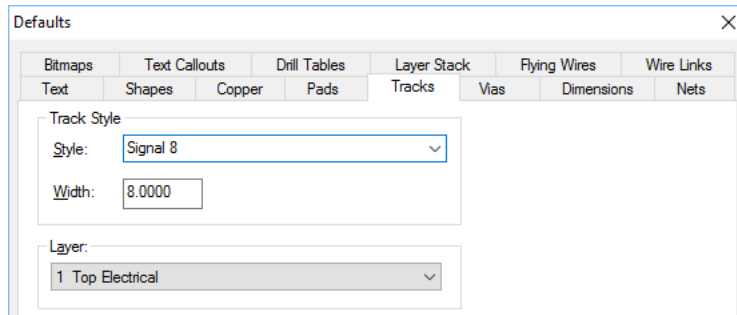 Defaults
Bitmaps Text Callouts Drill Tables Layer Stack Flying Wires Wire Links
Text Shapes Copper Pads Tracks Vias Dimensions Nets
Track Style
Style: Signal 8
Width: 8.0000
Layer:
1 Top Electrical